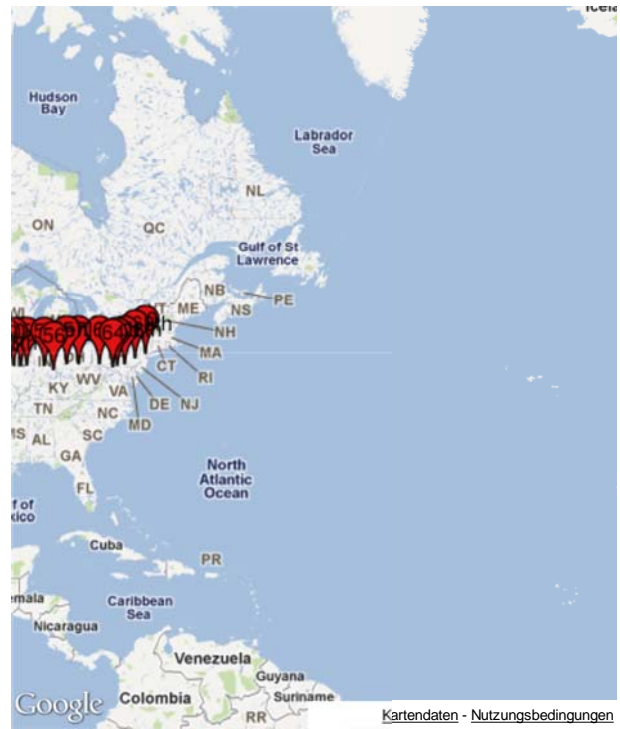 Hudson
Bay
Labrador
Sea
NL
ON
QC
Gulf of St
Lawrence
NB
PE
ME
NS
NH
MA
56
64
CT
RI
KY
WV
VA
DE
NJ
TN
NC
MD
AL
SC
GA
North
Atlantic
Ocean
FL
Cuba
PR
Caribbean
Sea
Nicaragua
Venezuela
Guyana
Google
Colombia
Suriname
RR
Kartendaten - Nutzungsbedingungen